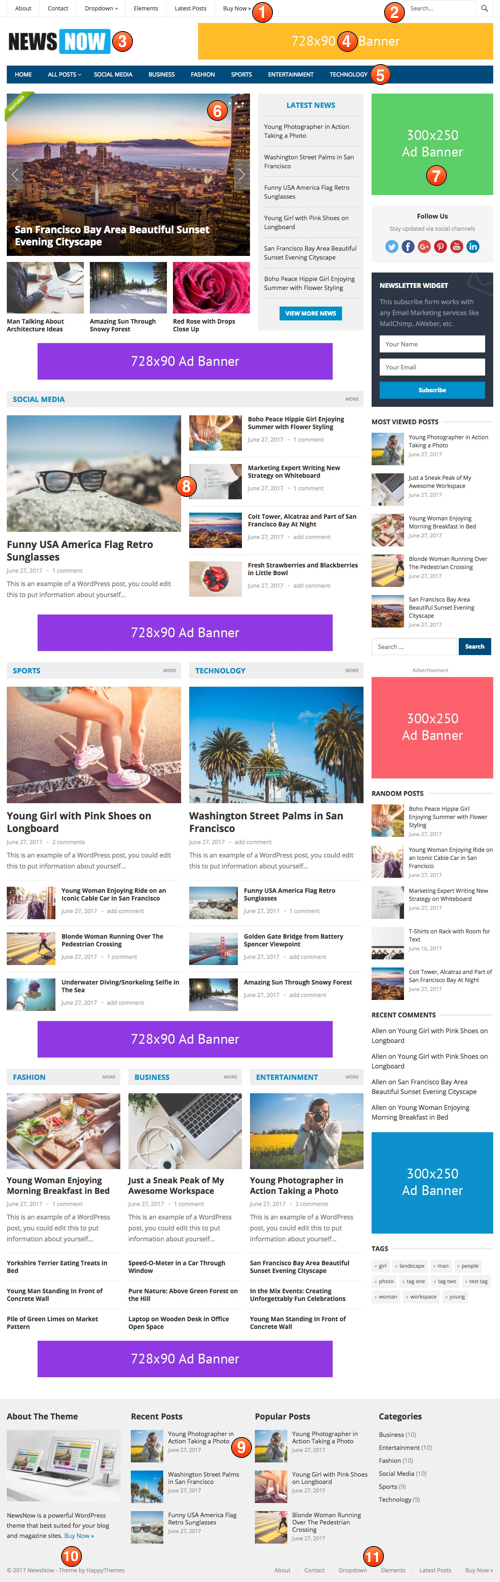 About Contact Dropdown Elements Latest Posts Buy Now » 1 2 Search...
NEWS NOW 3
728x90 4 Banner
HOME ALL POSTS SOCIAL MEDIA BUSINESS FASHION SPORTS ENTERTAINMENT TECHNOLOGY 5
FEATURED
6
San Francisco Bay Area Beautiful Sunset
Evening Cityscape
Man Talking About
Architecture Ideas
Amazing Sun Through
Snowy Forest
Red Rose with Drops
Close Up
LATEST NEWS
Young Photographer in Action
Taking a Photo
Washington Street Palms in San
Francisco
Funny USA America Flag Retro
Sunglasses
Young Girl with Pink Shoes on
Longboard
San Francisco Bay Area Beautiful
Sunset Evening Cityscape
Boho Peace Hippie Girl Enjoying
Summer with Flower Styling
VIEW MORE NEWS
300x250
Ad Banner
7
Follow Us
Stay updated via social channels
NEWSLETTER WIDGET
This subscribe form works with
any Email Marketing services like
MailChimp, AWeber, etc.
Your Name
Your Email
Subscribe
728x90 Ad Banner
SOCIAL MEDIA MORE
Funny USA America Flag Retro
Sunglasses
June 27, 2017 • 1 comment
This is an example of a WordPress post, you could edit
this to put information about yourself...
8
Boho Peace Hippie Girl Enjoying
Summer with Flower Styling
June 27, 2017 • 1 comment
Marketing Expert Writing New
Strategy on Whiteboard
June 27, 2017 • 1 comment
Coit Tower, Alcatraz and Part of San
Francisco Bay At Night
June 27, 2017 • add comment
Fresh Strawberries and Blackberries
in Little Bowl
June 27, 2017 • add comment
MOST VIEWED POSTS
Young Photographer in Action
Taking a Photo
June 27, 2017
Just a Sneak Peak of My
Awesome Workspace
June 27, 2017
Young Woman Enjoying
Morning Breakfast in Bed
June 27, 2017
Blonde Woman Running Over
The Pedestrian Crossing
June 27, 2017
San Francisco Bay Area
Beautiful Sunset Evening
Cityscape
June 27, 2017
Search ... Search
728x90 Ad Banner
SPORTS MORE
Young Girl with Pink Shoes on
Longboard
June 27, 2017 • 2 comments
This is an example of a WordPress post, you could edit
this to put information about yourself...
Young Woman Enjoying Ride on an
Iconic Cable Car in San Francisco
June 27, 2017 • add comment
Blonde Woman Running Over The
Pedestrian Crossing
June 27, 2017 • 1 comment
Underwater Diving/Snorkeling Selfie in
The Sea
June 27, 2017 • add comment
TECHNOLOGY MORE
Washington Street Palms in San
Francisco
June 27, 2017 • add comment
This is an example of a WordPress post, you could edit
this to put information about yourself...
Funny USA America Flag Retro
Sunglasses
June 27, 2017 • 1 comment
Golden Gate Bridge from Battery
Spencer Viewpoint
June 27, 2017 • add comment
Amazing Sun Through Snowy Forest
June 27, 2017 • add comment
Advertisement
300x250
Ad Banner
RANDOM POSTS
Boho Peace Hippie Girl
Enjoying Summer with Flower
Styling
June 27, 2017
Young Woman Enjoying Ride on
an Iconic Cable Car in San
Francisco
June 27, 2017
Marketing Expert Writing New
Strategy on Whiteboard
June 27, 2017
T-Shirts on Rack with Room for
Text
June 16, 2017
Coit Tower, Alcatraz and Part of
San Francisco Bay At Night
June 27, 2017
RECENT COMMENTS
Allen on Young Girl with Pink Shoes on
Longboard
Allen on Young Girl with Pink Shoes on
Longboard
Allen on San Francisco Bay Area
Beautiful Sunset Evening Cityscape
Allen on Young Woman Enjoying
Morning Breakfast in Bed
728x90 Ad Banner
FASHION MORE
Young Woman Enjoying
Morning Breakfast in Bed
June 27, 2017 • 1 comment
This is an example of a WordPress
post, you could edit this to put
information about yourself...
Yorkshire Terrier Eating Treats in
Bed
Young Man Standing In Front of
Concrete Wall
Pile of Green Limes on Market
Pattern
BUSINESS MORE
Just a Sneak Peak of My
Awesome Workspace
June 27, 2017 • 1 comment
This is an example of a WordPress
post, you could edit this to put
information about yourself...
Speed-O-Meter in a Car Through
Window
Pure Nature: Above Green Forest on
the Hill
Laptop on Wooden Desk in Office
Open Space
ENTERTAINMENT MORE
Young Photographer in
Action Taking a Photo
June 27, 2017 • 2 comments
This is an example of a WordPress
post, you could edit this to put
information about yourself...
San Francisco Bay Area Beautiful
Sunset Evening Cityscape
In the Mix Events: Creating
Unforgettably Fun Celebrations
Young Man Standing In Front of
Concrete Wall
300x250
Ad Banner
TAGS
girl landscape man people
photo tag one tag two test tag
woman workspace young
728x90 Ad Banner
About The Theme
NewsNow is a powerful WordPress
theme that best suited for your blog
and magazine sites. Buy Now »
Recent Posts
Young Photographer in
Action Taking a Photo
June 27, 2017
Washington Street Palms
in San Francisco
June 27, 2017
Funny USA America Flag
Retro Sunglasses
June 27, 2017
9
Popular Posts
Young Photographer in
Action Taking a Photo
June 27, 2017
Young Girl with Pink Shoes
on Longboard
June 27, 2017
Blonde Woman Running
Over The Pedestrian
Crossing
June 27, 2017
Categories
Business (10)
Entertainment (10)
Fashion (10)
Social Media (10)
Sports (9)
Technology (9)
10
11
© 2017 NewsNow - Theme by HappyThemes
About Contact Dropdown Elements Latest Posts Buy Now »